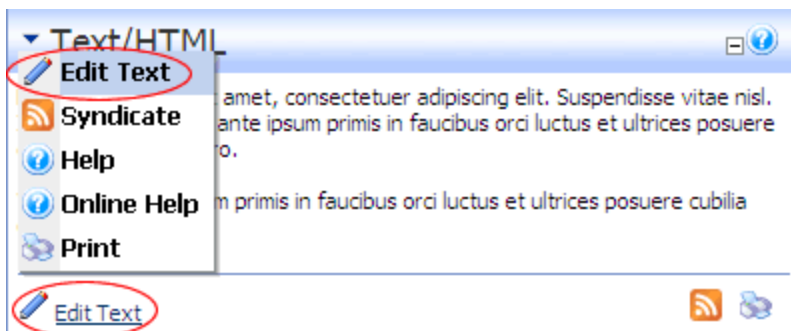 Text/HTML
Edit Text
Syndicate
Help
Online Help
Print
amet, consectetuer adipiscing elit. Suspendisse vitae nisl.
ante ipsum primis in faucibus orci luctus et ultrices posuere
o.
primis in faucibus orci luctus et ultrices posuere cubilia
Edit Text